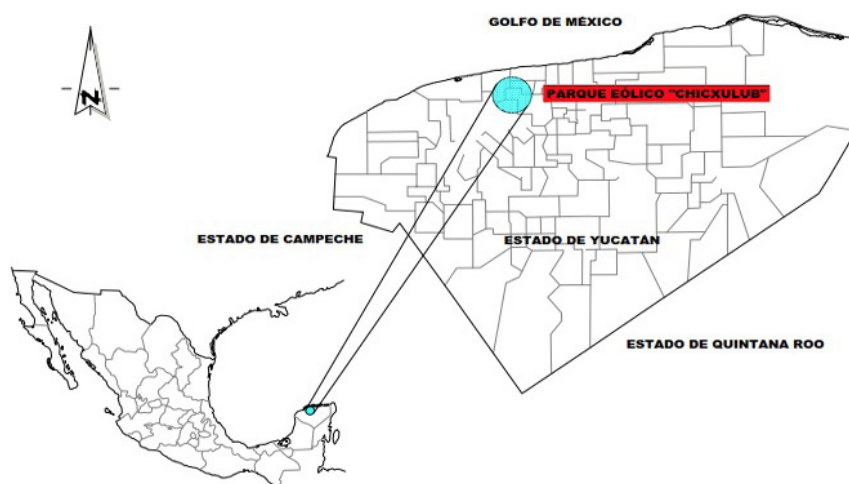 GOLFO DE MÉXICO
N
PARQUE EÓLICO "CHICXULUB"
ESTADO DE CAMPECHE
ESTADO DE YUCATÁN
ESTADO DE QUINTANA ROO